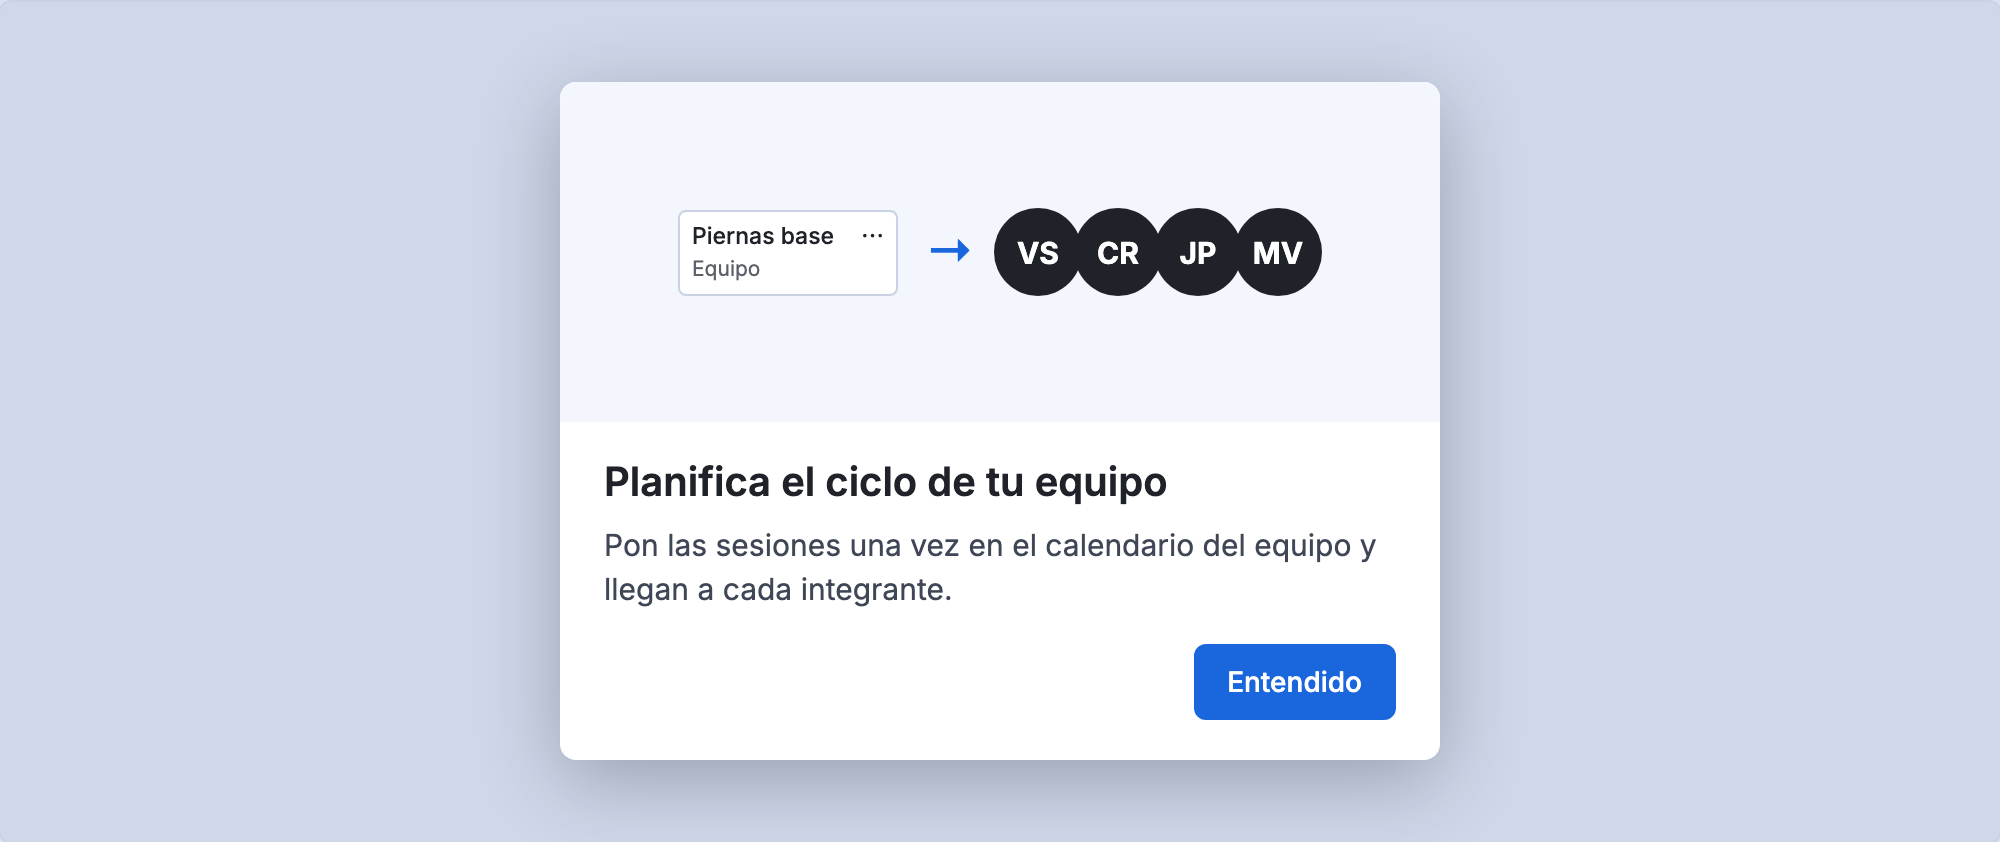 Piernas base ...
Equipo
VS CR JP MV
Planifica el ciclo de tu equipo
Pon las sesiones una vez en el calendario del equipo y
llegan a cada integrante.
Entendido